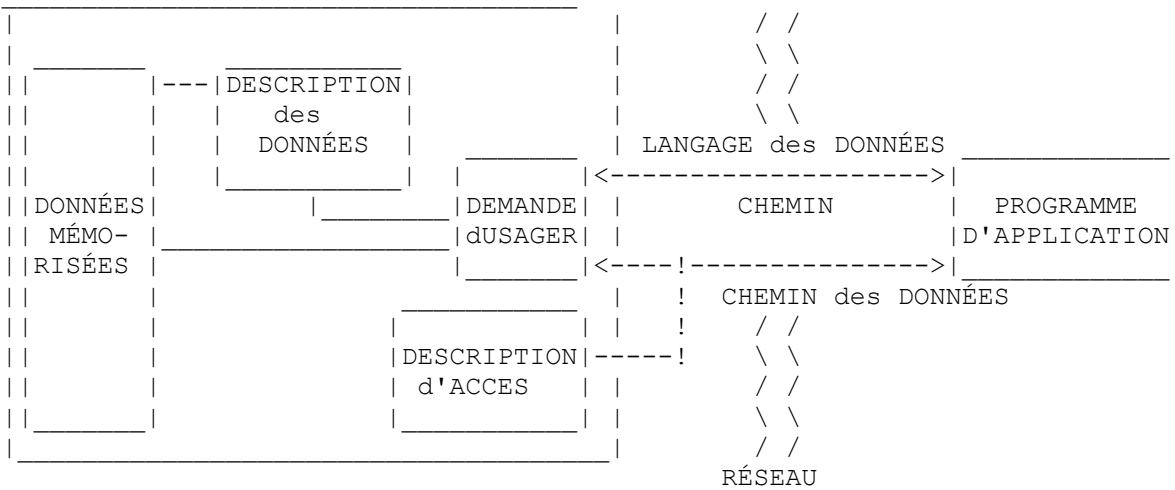 DESCRIPTION
des
DONNÉES
LANGAGE des DONNÉES
DONNÉES
MÉMO-
RISÉES
DEMANDE
dUSAGER
CHEMIN
PROGRAMME
D'APPLICATION
CHEMIN des DONNÉES
DESCRIPTION
d'ACCES
RÉSEAU